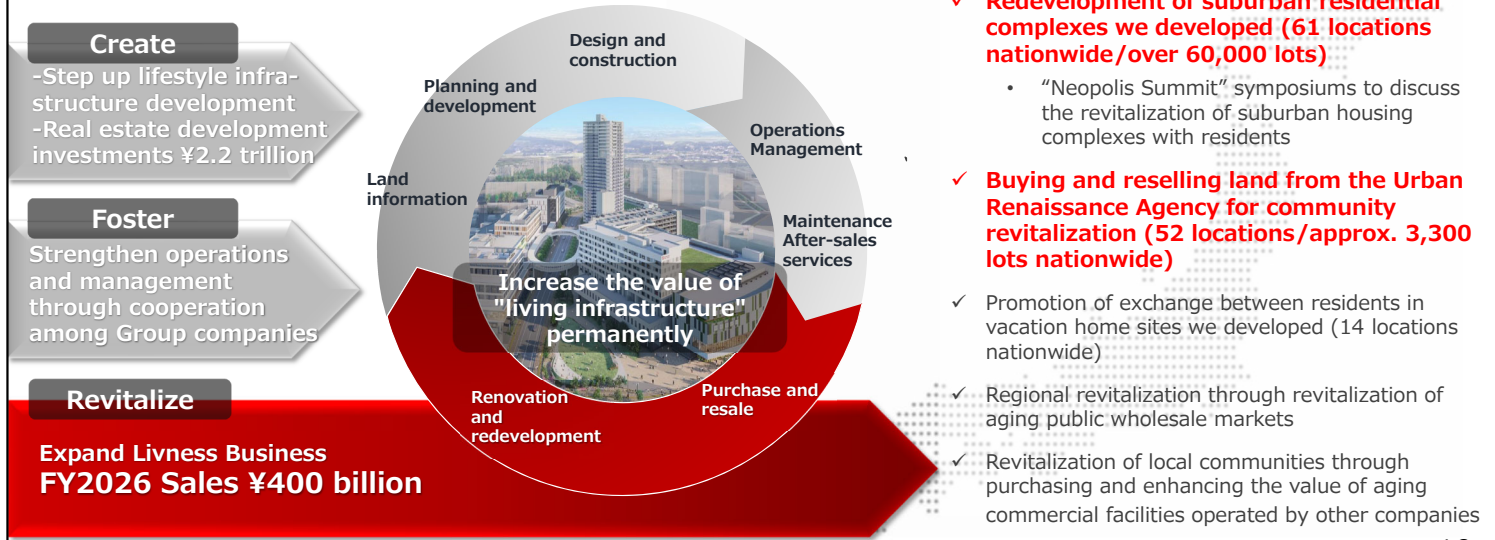 Create
-Step up lifestyle infra-
structure development
-Real estate development
investments ¥2.2 trillion
Foster
Strengthen operations
and management
through cooperation
among Group companies
Revitalize
Expand Livness Business
FY2026 Sales ¥400 billion
Design and
construction
Planning and
development
Operations
Management
Land
information
Maintenance
After-sales
services
Increase the value of
"living infrastructure"
permanently
Renovation
and
redevelopment
Purchase and
resale
✓ Redevelopment of suburban residential
complexes we developed (61 locations
nationwide/over 60,000 lots)
• “Neopolis Summit” symposiums to discuss
the revitalization of suburban housing
complexes with residents
✓ Buying and reselling land from the Urban
Renaissance Agency for community
revitalization (52 locations/approx. 3,300
lots nationwide)
✓ Promotion of exchange between residents in
vacation home sites we developed (14 locations
nationwide)
✓ Regional revitalization through revitalization of
aging public wholesale markets
✓ Revitalization of local communities through
purchasing and enhancing the value of aging
commercial facilities operated by other companies